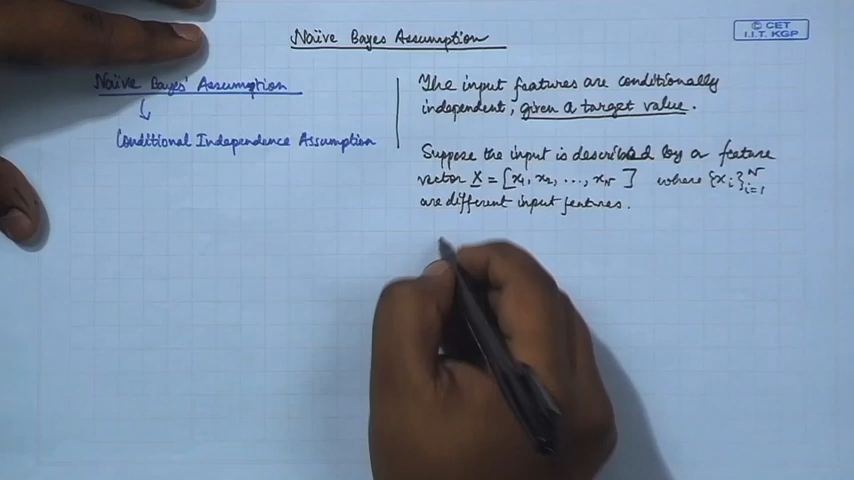 Naïve Bayes Assumption
© CET
I.I.T. KGP
Naïve Bayes' Assumption
Conditional Independence Assumption
The input features are conditionally
independent, given a target value.
Suppose the input is described by a feature
vector X = [x1, x2, ..., xN] where {xi}i=1^N
are different input features.